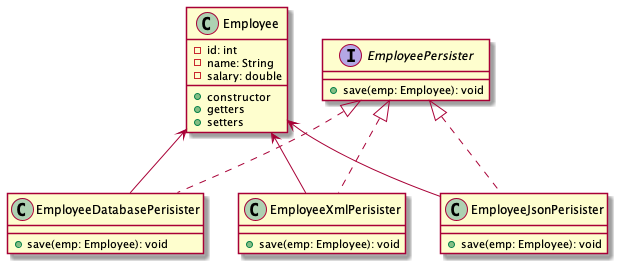 C Employee
id: int
name: String
salary: double
constructor
getters
setters
I EmployeePersister
save(emp: Employee): void
C EmployeeDatabasePerisister
save(emp: Employee): void
C EmployeeXmlPerisister
save(emp: Employee): void
C EmployeeJsonPerisister
save(emp: Employee): void